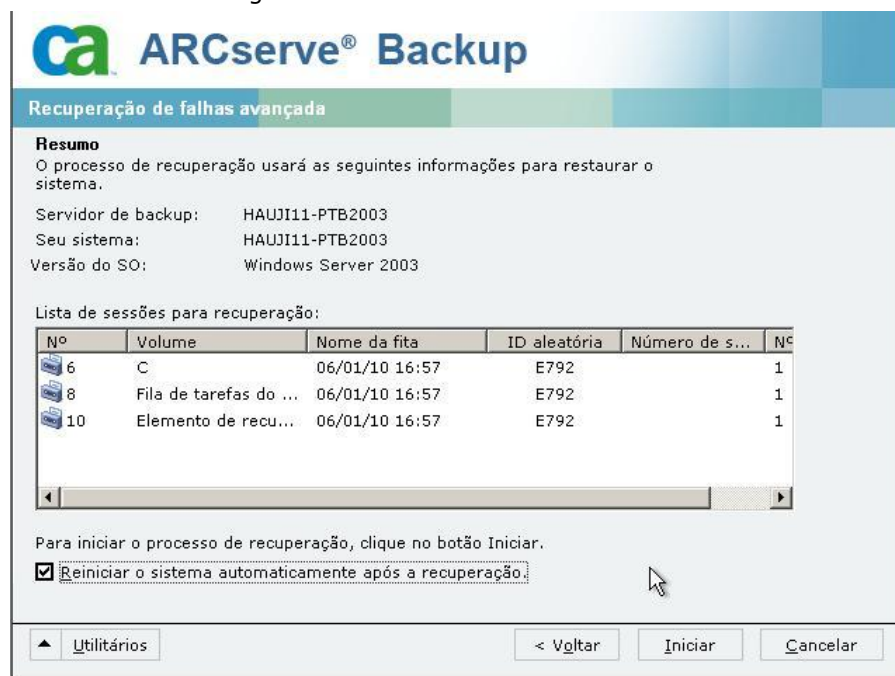 ca ARCserve® Backup
Recuperação de falhas avançada
Resumo
O processo de recuperação usará as seguintes informações para restaurar o
sistema.
Servidor de backup: HAUJI11-PTB2003
Seu sistema: HAUJI11-PTB2003
Versão do SO: Windows Server 2003
Lista de sessões para recuperação:
Nº Volume Nome da fita ID aleatória Número de s... Nº
6 C 06/01/10 16:57 E792 1
8 Fila de tarefas do ... 06/01/10 16:57 E792 1
10 Elemento de recu... 06/01/10 16:57 E792 1
Para iniciar o processo de recuperação, clique no botão Iniciar.
Reiniciar o sistema automaticamente após a recuperação.
Utilitários < Voltar Iniciar Cancelar